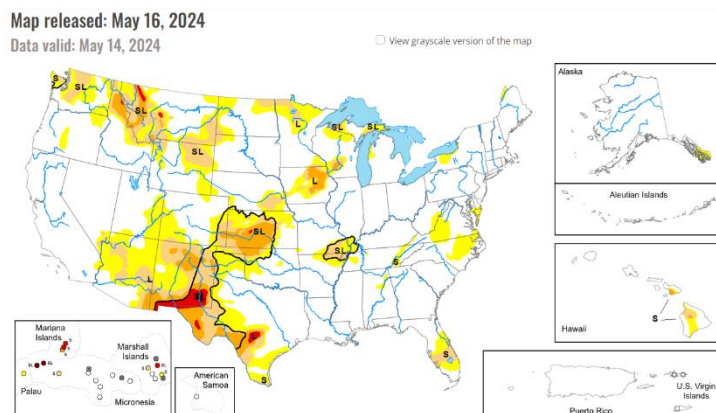 Map released: May 16, 2024
Data valid: May 14, 2024
View grayscale version of the map
S
SL
SL
L
SL
SL
SL
L
SL
SL
S
L
SL
S
S
Alaska
Aleutian Islands
Hawaii
S
Mariana
Islands
Marshall
Islands
Palau
Micronesia
American
Samoa
U.S. Virgin
Islands
Puerto Rico